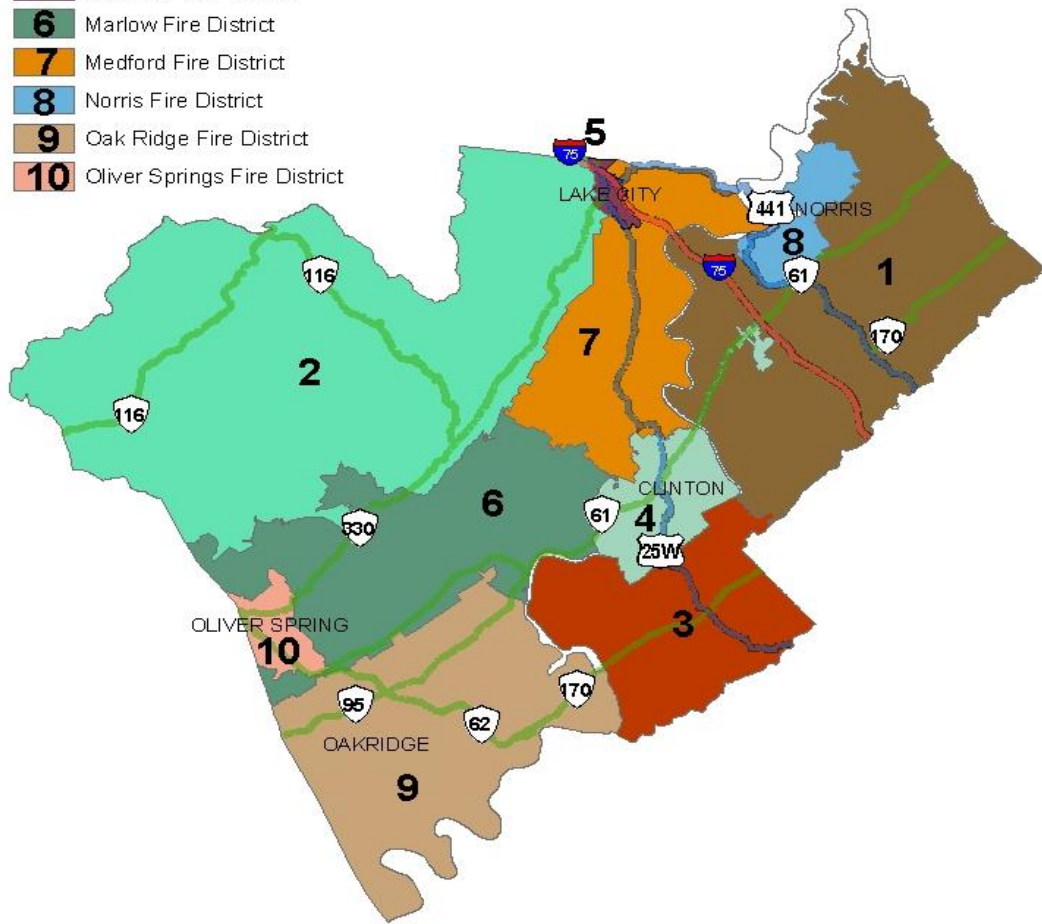 6 Marlow Fire District
7 Medford Fire District
8 Norris Fire District
9 Oak Ridge Fire District
10 Oliver Springs Fire District
5
75
LAKE CITY
441 NORRIS
8
116
75
61
1
7
170
2
116
CLINTON
6
61
4
330
25W
OLIVER SPRING
3
10
170
95
62
OAKRIDGE
9